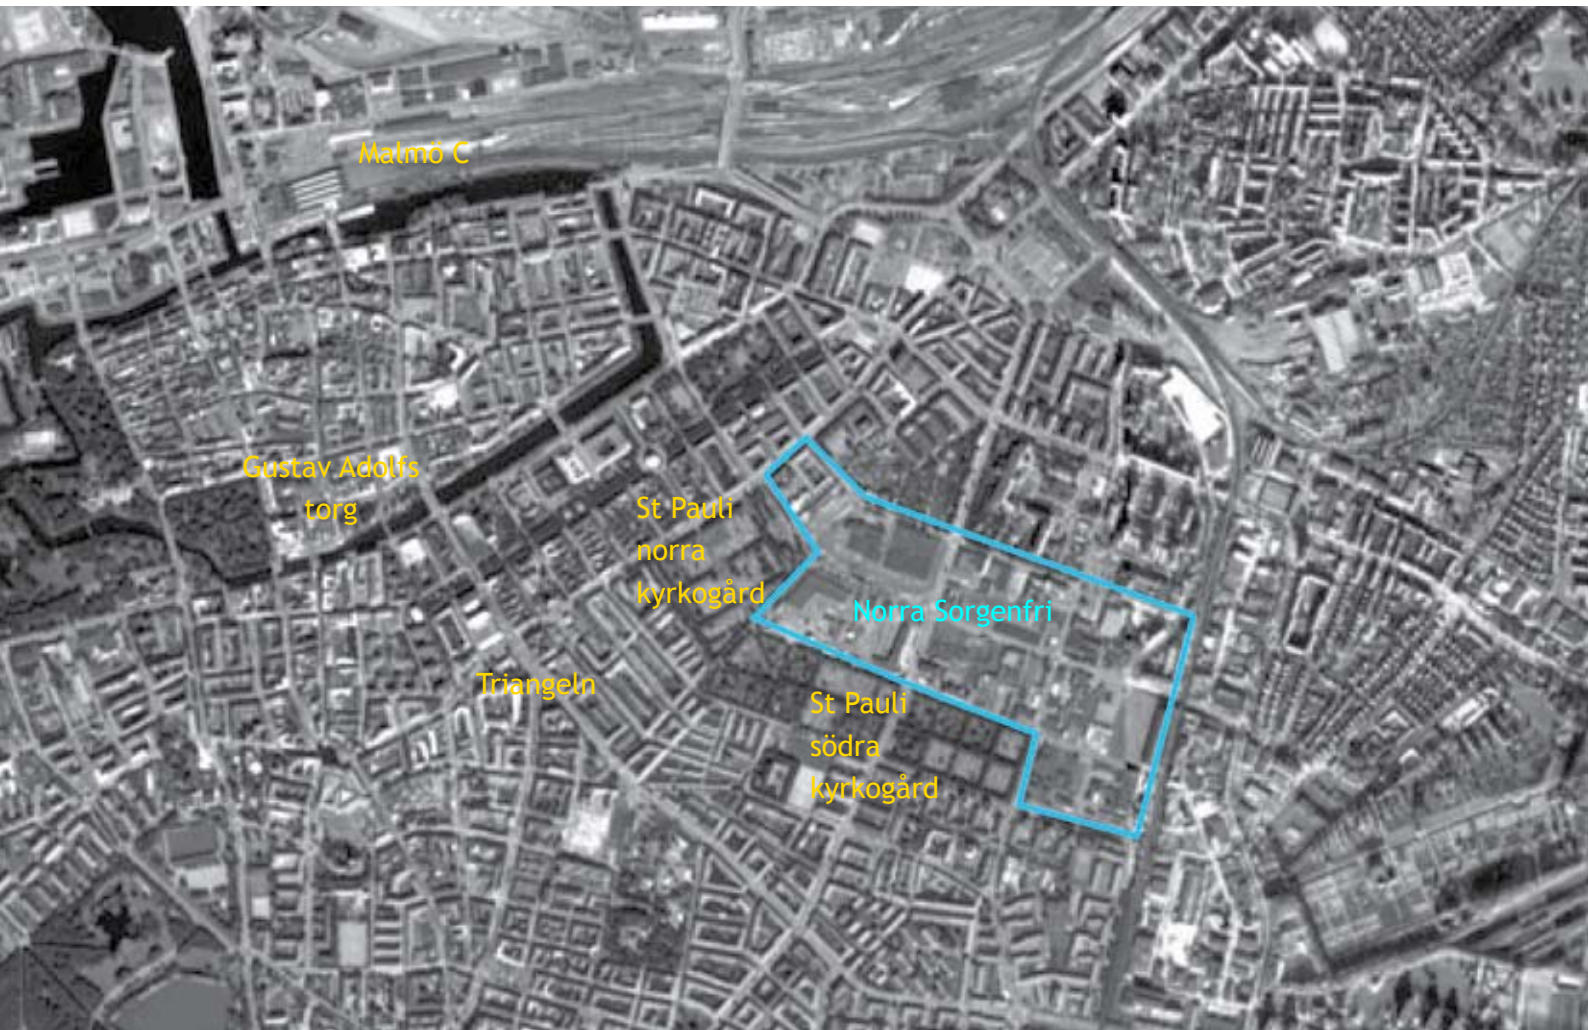 Malmö C
Gustav Adolfs
torg
St Pauli
norra
kyrkogård
Norra Sorgenfri
Triangeln
St Pauli
södra
kyrkogård